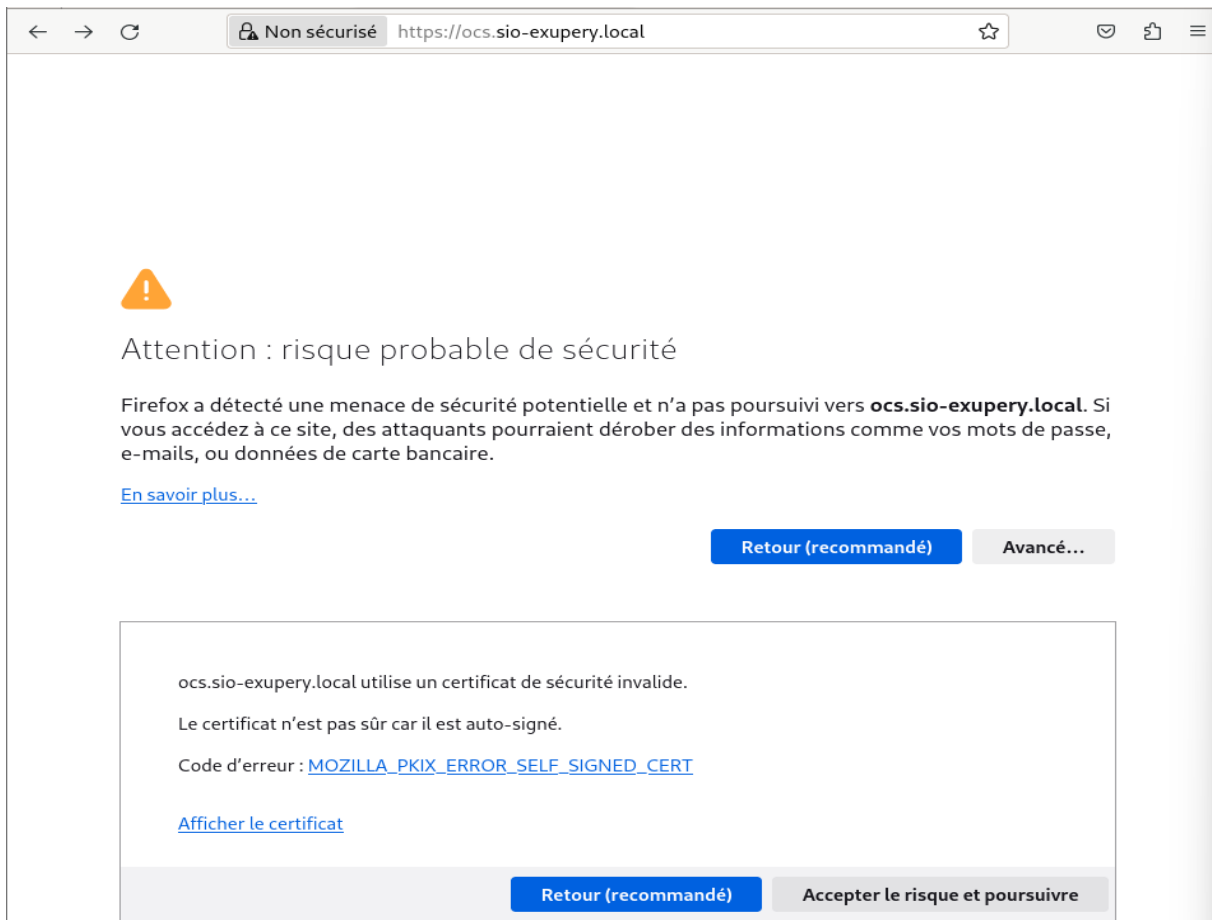 Non sécurisé https://ocs.sio-exupery.local
Attention : risque probable de sécurité
Firefox a détecté une menace de sécurité potentielle et n’a pas poursuivi vers ocs.sio-exupery.local. Si
vous accédez à ce site, des attaquants pourraient dérober des informations comme vos mots de passe,
e-mails, ou données de carte bancaire.
En savoir plus…
Retour (recommandé) Avancé…
ocs.sio-exupery.local utilise un certificat de sécurité invalide.
Le certificat n’est pas sûr car il est auto-signé.
Code d’erreur : MOZILLA_PKIX_ERROR_SELF_SIGNED_CERT
Afficher le certificat
Retour (recommandé) Accepter le risque et poursuivre